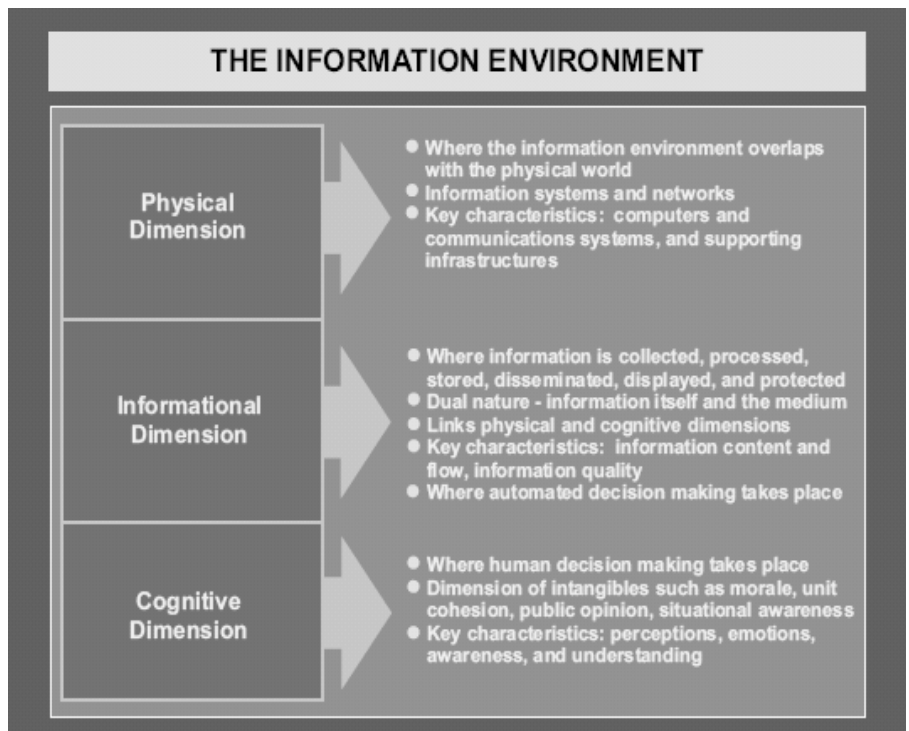 THE INFORMATION ENVIRONMENT
Physical
Dimension
● Where the information environment overlaps
with the physical world
● Information systems and networks
● Key characteristics:  computers and
communications systems, and supporting
infrastructures
Informational
Dimension
● Where information is collected, processed,
stored, disseminated, displayed, and protected
● Dual nature - information itself and the medium
● Links physical and cognitive dimensions
● Key characteristics:  information content and
flow, information quality
● Where automated decision making takes place
Cognitive
Dimension
● Where human decision making takes place
● Dimension of intangibles such as morale, unit
cohesion, public opinion, situational awareness
● Key characteristics: perceptions, emotions,
awareness, and understanding